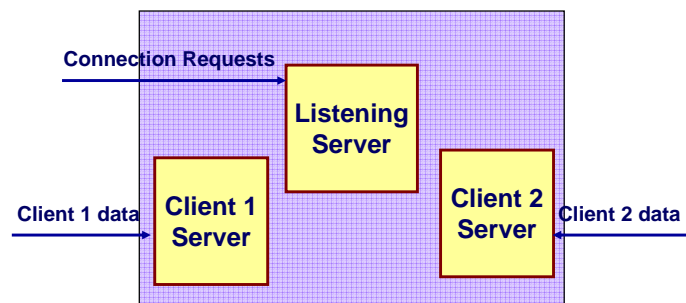 Connection Requests
Listening
Server
Client 1
Server
Client 2
Server
Client 1 data
Client 2 data